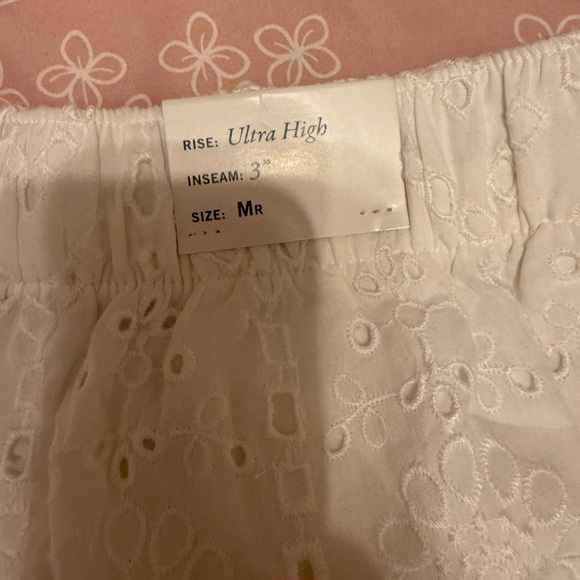 RISE: Ultra High
INSEAM: 3"
SIZE: MR